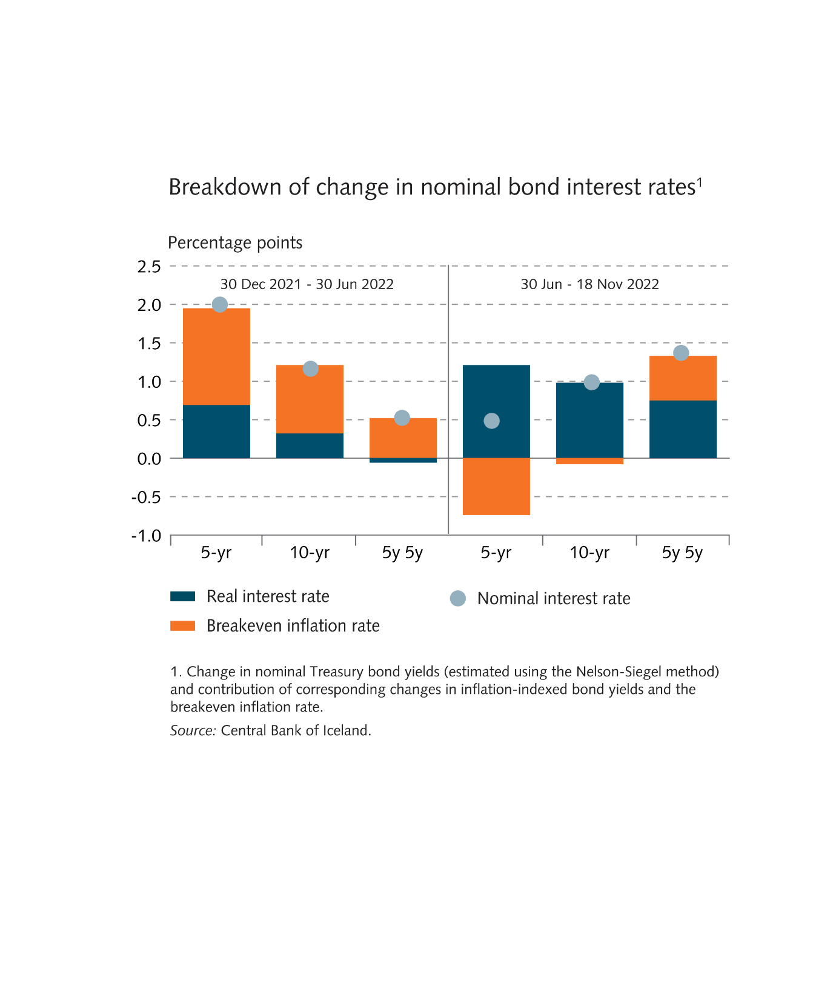 Breakdown of change in nominal bond interest rates¹
Percentage points
2.5
30 Dec 2021 - 30 Jun 2022
30 Jun - 18 Nov 2022
2.0
1.5
1.0
0.5
0.0
-0.5
-1.0
5-yr 10-yr 5y 5y 5-yr 10-yr 5y 5y
Real interest rate
Nominal interest rate
Breakeven inflation rate
1. Change in nominal Treasury bond yields (estimated using the Nelson-Siegel method)
and contribution of corresponding changes in inflation-indexed bond yields and the
breakeven inflation rate.
Source: Central Bank of Iceland.